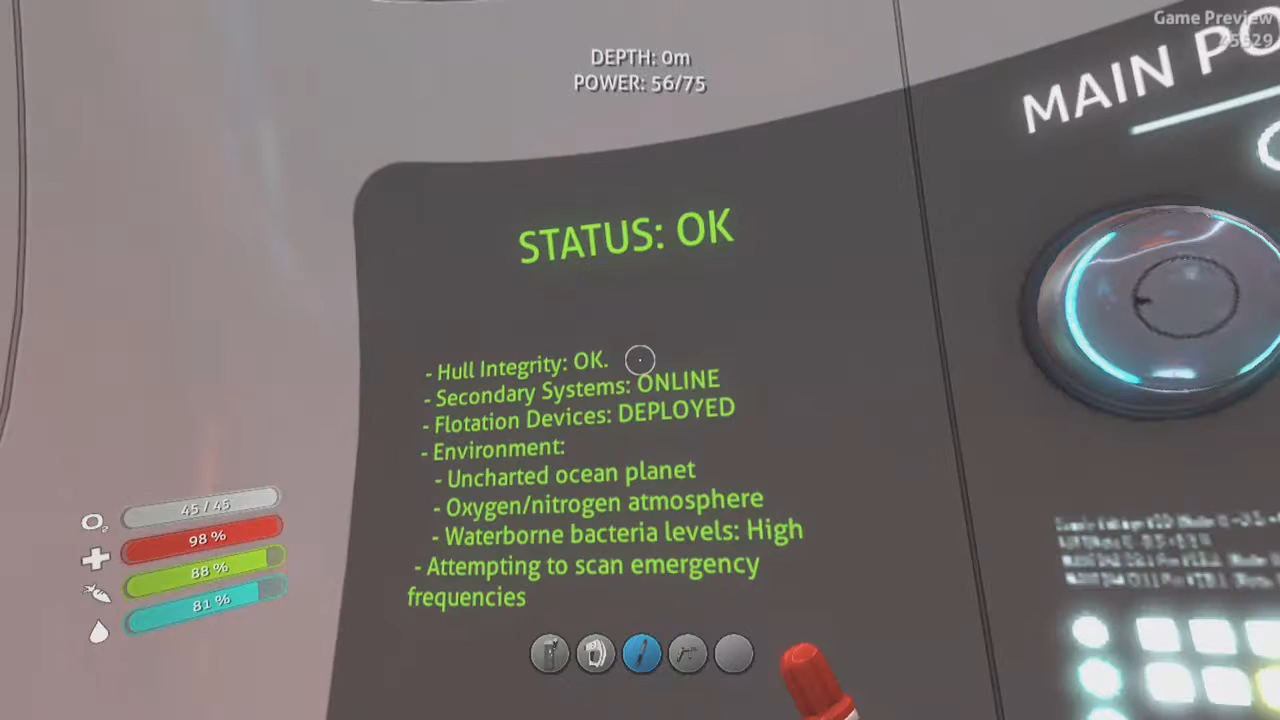 Game Preview
DEPTH: 0m
POWER: 56/75
MAIN
STATUS: OK
- Hull Integrity: OK.
- Secondary Systems: ONLINE
- Flotation Devices: DEPLOYED
- Environment:
- Uncharted ocean planet
- Oxygen/nitrogen atmosphere
- Waterborne bacteria levels: High
- Attempting to scan emergency
frequencies
O₂
45 / 45
98 %
88 %
81 %